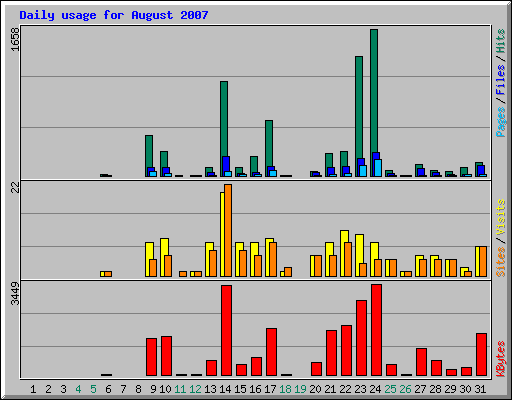 Daily usage for August 2007
1658
Pages / Files / Hits
22
Sites / Visits
3449
KBytes
1 2 3 4 5 6 7 8 9 10 11 12 13 14 15 16 17 18 19 20 21 22 23 24 25 26 27 28 29 30 31